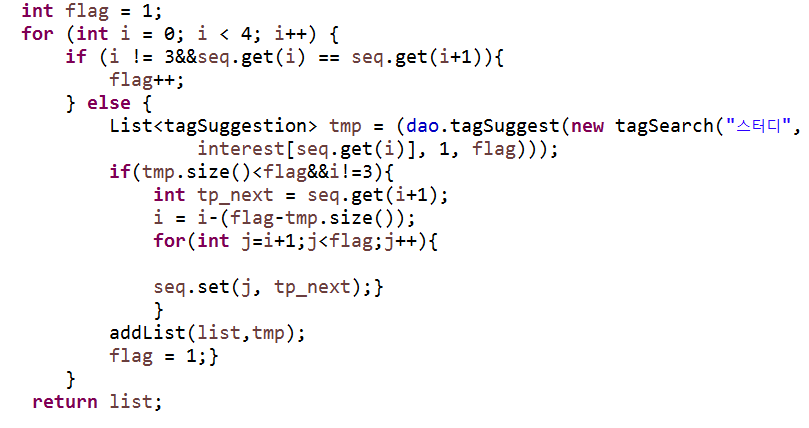 int flag = 1;
for (int i = 0; i < 4; i++) {
if (i != 3&&seq.get(i) == seq.get(i+1)){
flag++;
} else {
List<tagSuggestion> tmp = (dao.tagSuggest(new tagSearch("스터디",
interest[seq.get(i)], 1, flag)));
if(tmp.size()<flag&&i!=3){
int tp_next = seq.get(i+1);
i = i-(flag-tmp.size());
for(int j=i+1;j<flag;j++){
seq.set(j, tp_next);}
}
addList(list,tmp);
flag = 1;}
}
return list;